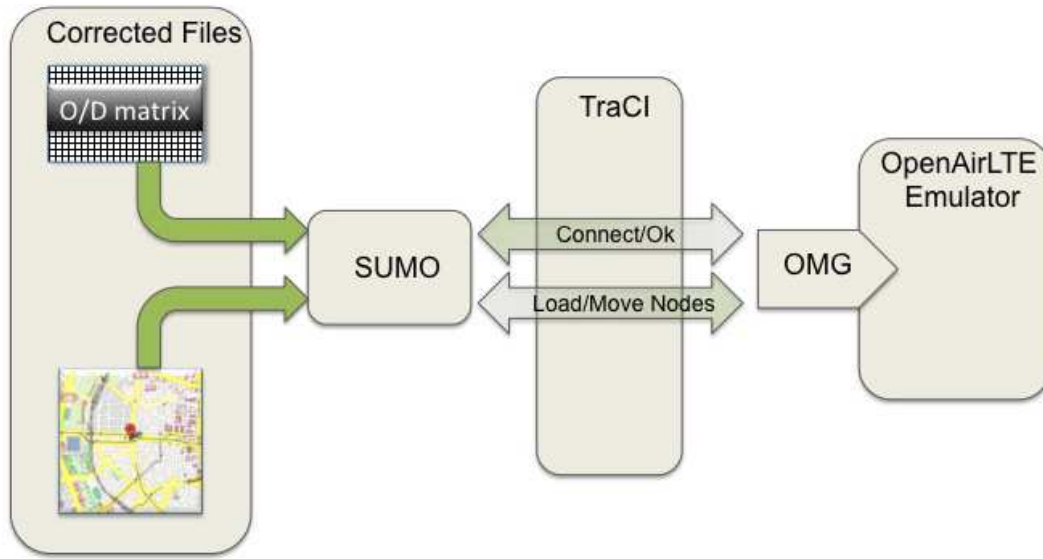 Corrected Files
O/D matrix
SUMO
TraCI
Connect/Ok
Load/Move Nodes
OMG
OpenAirLTE
Emulator